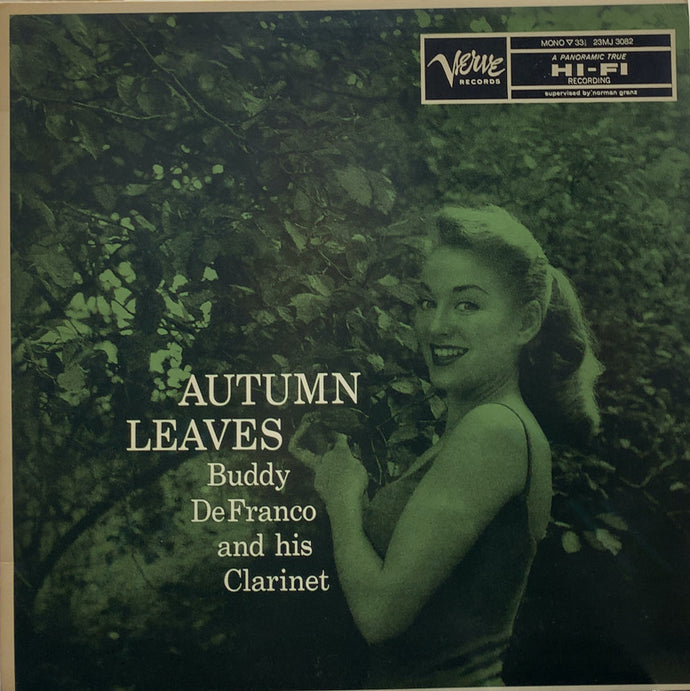 Verve
RECORDS
MONO ▽ 33⅓ 23MJ 3082
A PANORAMIC TRUE
HI-FI
RECORDING
supervised by norman granz
AUTUMN
LEAVES
Buddy
DeFranco
and his
Clarinet